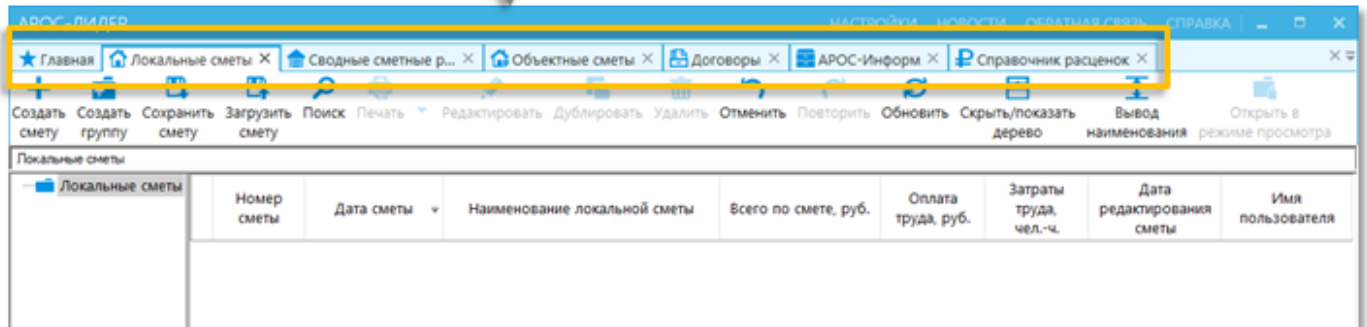 АРОС-ЛИДЕР НАСТРОЙКИ НОВОСТИ ОБРАТНАЯ СВЯЗЬ СПРАВКА
Главная Локальные сметы Сводные сметные р... Объектные сметы Договоры АРОС-Информ Справочник расценок
Создать смету Создать группу Сохранить смету Загрузить смету Поиск Печать Редактировать Дублировать Удалить Отменить Повторить Обновить Скрыть/показать дерево Вывод наименования Открыть в режиме просмотра
Локальные сметы
Локальные сметы
Номер смету Дата сметы Наименование локальной сметы Всего по смете, руб. Оплата труда, руб. Затраты труда, чел.-ч. Дата редактирования сметы Имя пользователя